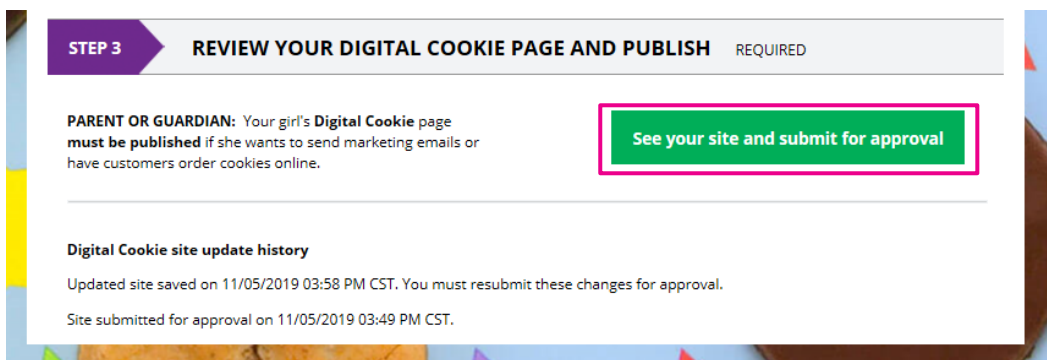 STEP 3 REVIEW YOUR DIGITAL COOKIE PAGE AND PUBLISH REQUIRED
PARENT OR GUARDIAN: Your girl's Digital Cookie page
must be published if she wants to send marketing emails or
have customers order cookies online.
See your site and submit for approval
Digital Cookie site update history
Updated site saved on 11/05/2019 03:58 PM CST. You must resubmit these changes for approval.
Site submitted for approval on 11/05/2019 03:49 PM CST.